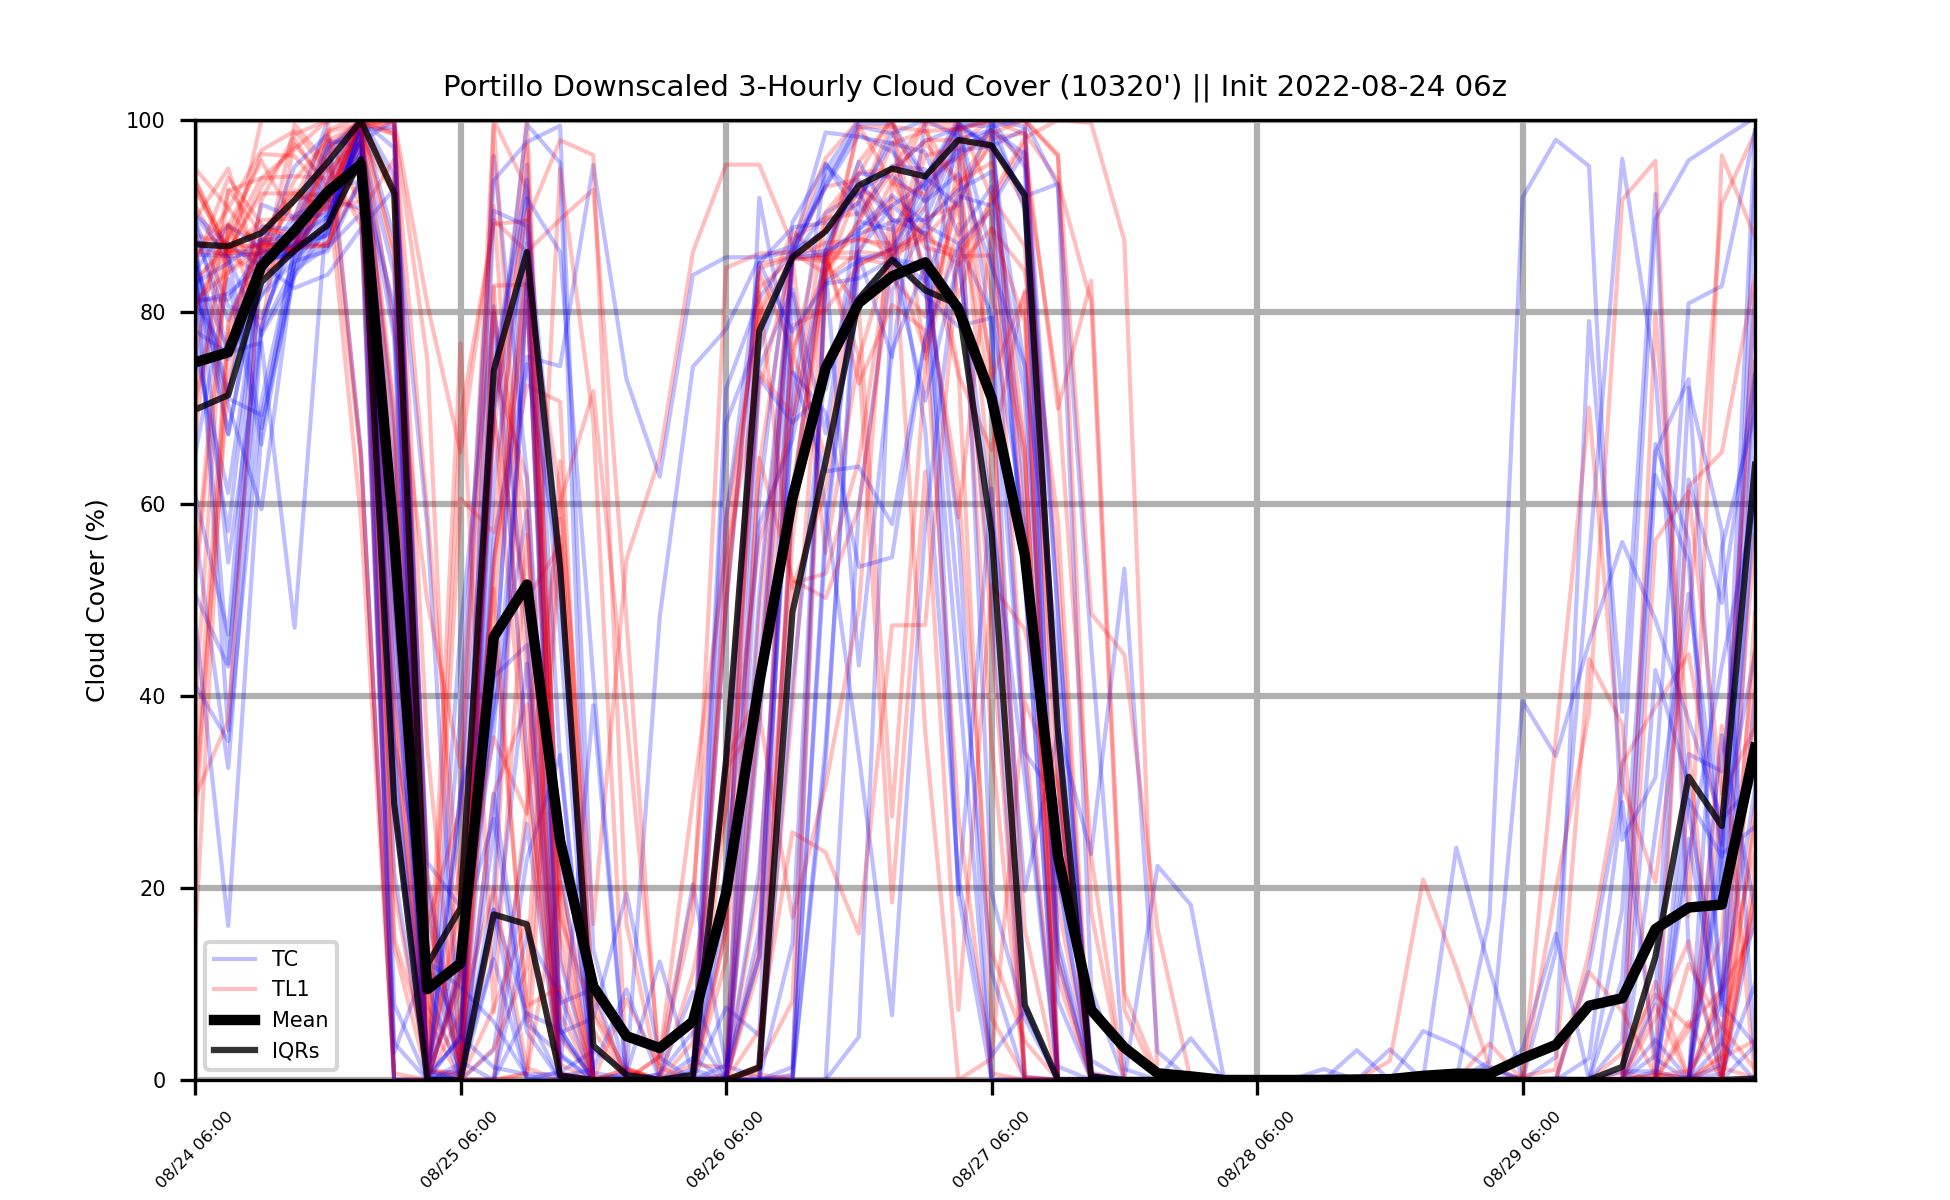 Portillo Downscaled 3-Hourly Cloud Cover (10320') || Init 2022-08-24 06z
Cloud Cover (%)
100
80
60
40
20
0
TC
TL1
Mean
IQRs
08/24 06:00
08/25 06:00
08/26 06:00
08/27 06:00
08/28 06:00
08/29 06:00